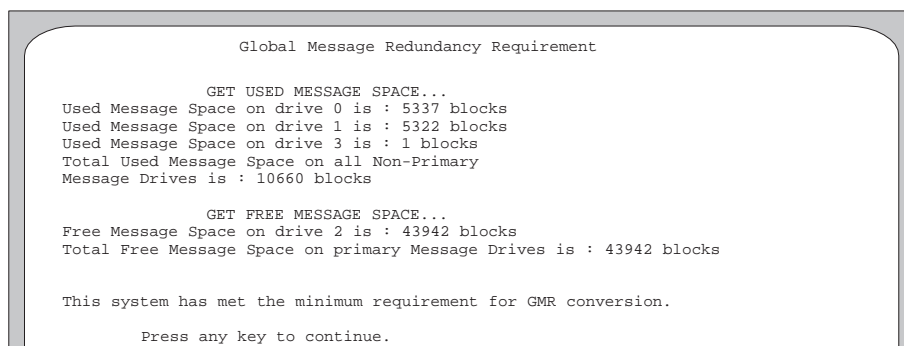 Global Message Redundancy Requirement
GET USED MESSAGE SPACE...
Used Message Space on drive 0 is : 5337 blocks
Used Message Space on drive 1 is : 5322 blocks
Used Message Space on drive 3 is : 1 blocks
Total Used Message Space on all Non-Primary
Message Drives is : 10660 blocks
GET FREE MESSAGE SPACE...
Free Message Space on drive 2 is : 43942 blocks
Total Free Message Space on primary Message Drives is : 43942 blocks
This system has met the minimum requirement for GMR conversion.
Press any key to continue.